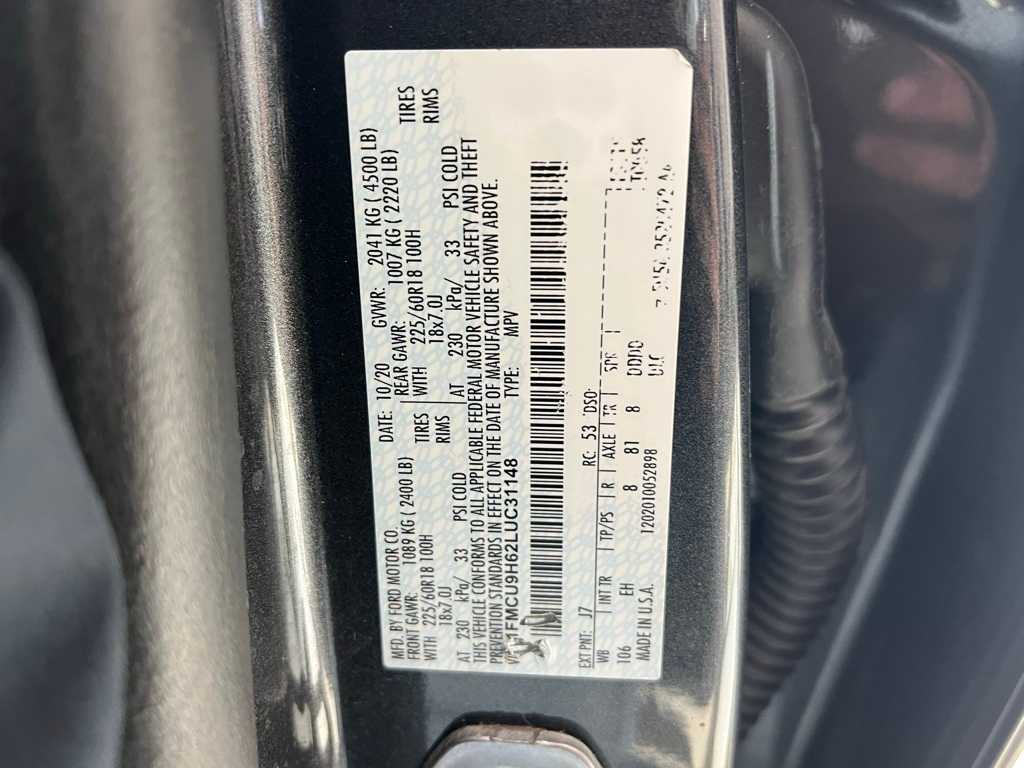 MFD. BY FORD MOTOR CO. DATE: 10/20 GVWR: 2041 KG ( 4500 LB)
FRONT GAWR: 1089 KG ( 2400 LB) REAR GAWR: 1007 KG ( 2220 LB)
WITH 225/60R18 100H TIRES WITH 225/60R18 100H TIRES
18x7.0J RIMS 18x7.0J RIMS
AT 230 kPa/ 33 PSI COLD AT 230 kPa/ 33 PSI COLD
THIS VEHICLE CONFORMS TO ALL APPLICABLE FEDERAL MOTOR VEHICLE SAFETY AND THEFT
PREVENTION STANDARDS IN EFFECT ON THE DATE OF MANUFACTURE SHOWN ABOVE.
1FMCU9H62LUC31148 TYPE: MPV
EXT PNT: J7 RC: 53 DSO:
WB INT TR TP/PS R AXLE TR SPR
106 EH 8 81 8
MADE IN U.S.A. 1202010052898